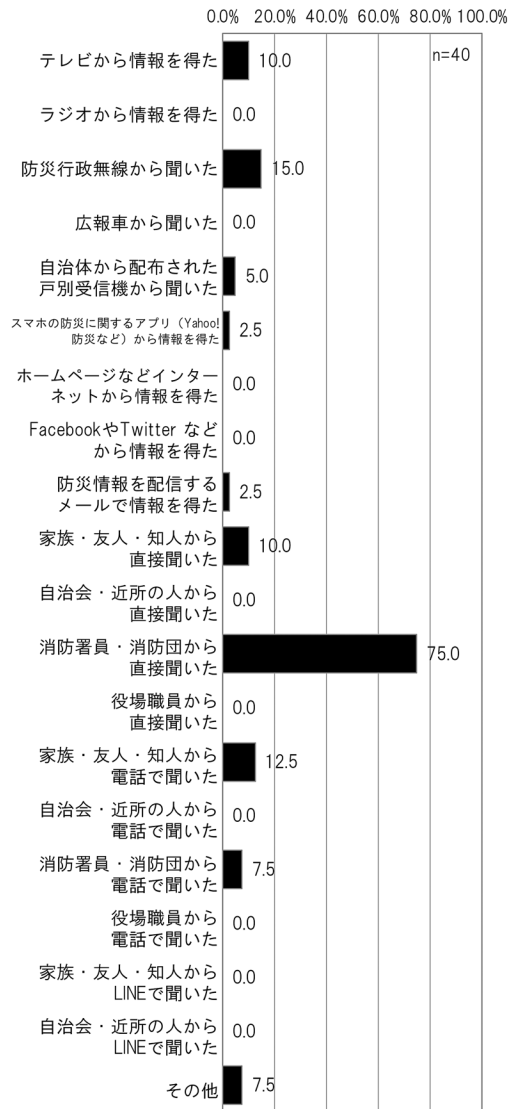 0.0% 20.0% 40.0% 60.0% 80.0% 100.0%
n=40
テレビから情報を得た 10.0
ラジオから情報を得た 0.0
防災行政無線から聞いた 15.0
広報車から聞いた 0.0
自治体から配布された
戸別受信機から聞いた 5.0
スマホの防災に関するアプリ（Yahoo!
防災など）から情報を得た 2.5
ホームページなどインター
ネットから情報を得た 0.0
FacebookやTwitter など
から情報を得た 0.0
防災情報を配信する
メールで情報を得た 2.5
家族・友人・知人から
直接聞いた 10.0
自治会・近所の人から
直接聞いた 0.0
消防署員・消防団から
直接聞いた 75.0
役場職員から
直接聞いた 0.0
家族・友人・知人から
電話で聞いた 12.5
自治会・近所の人から
電話で聞いた 0.0
消防署員・消防団から
電話で聞いた 7.5
役場職員から
電話で聞いた 0.0
家族・友人・知人から
LINEで聞いた 0.0
自治会・近所の人から
LINEで聞いた 0.0
その他 7.5